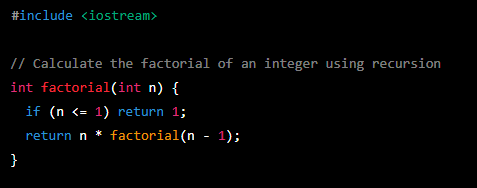 #include <iostream>
// Calculate the factorial of an integer using recursion
int factorial(int n) {
if (n <= 1) return 1;
return n * factorial(n - 1);
}